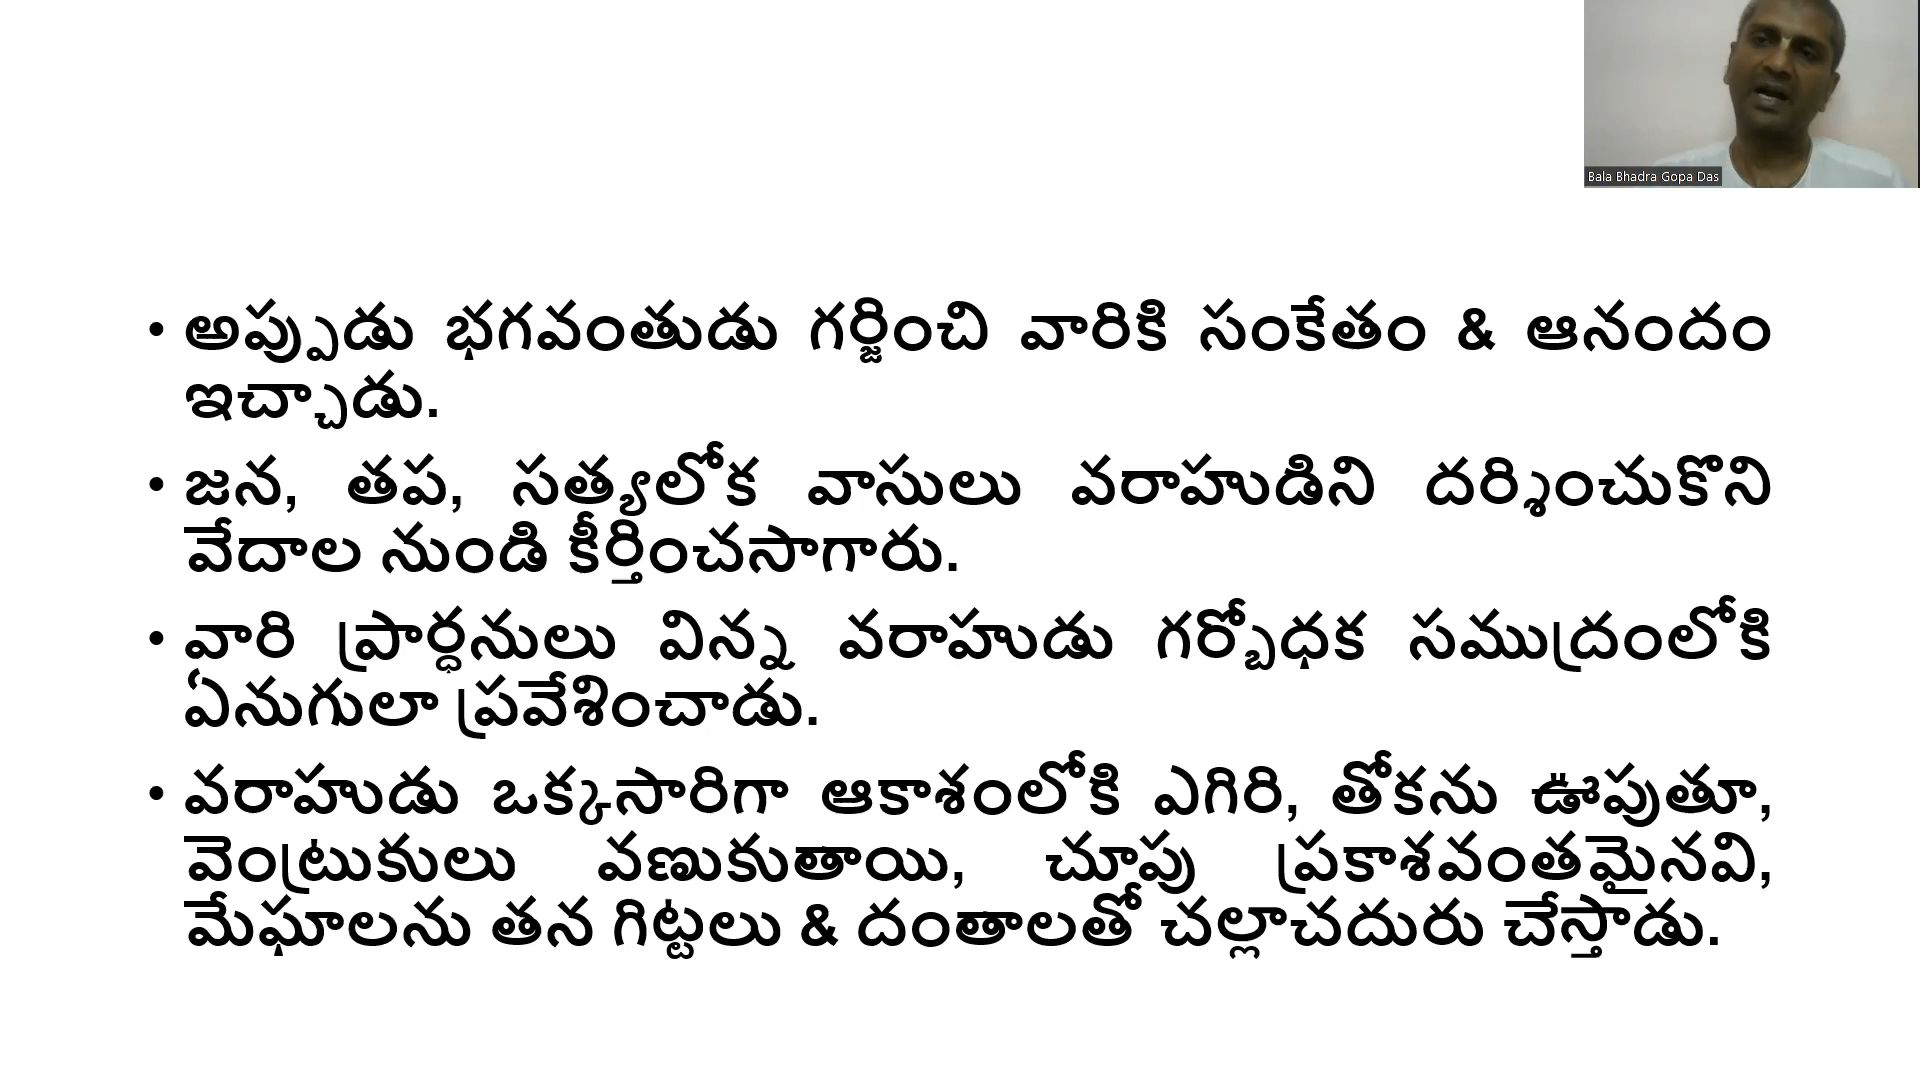 Bala Bhadra Gopa Das
• అప్పుడు భగవంతుడు గర్జించి వారికి సంకేతం & ఆనందం
ఇచ్చాడు.
• జన, తప, సత్యలోక వాసులు వరాహుడిని దర్శించుకొని
వేదాల నుండి కీర్తించసాగారు.
• వారి ప్రార్ధనులు విన్న వరాహుడు గర్భోధక సముద్రంలోకి
ఏనుగులా ప్రవేశించాడు.
• వరాహుడు ఒక్కసారిగా ఆకాశంలోకి ఎగిరి, తోకను ఊపుతూ,
వెంట్రుకులు వణుకుతాయి, చూపు ప్రకాశవంతమైనవి,
మేఘాలను తన గిట్టలు & దంతాలతో చల్లాచదురు చేస్తాడు.